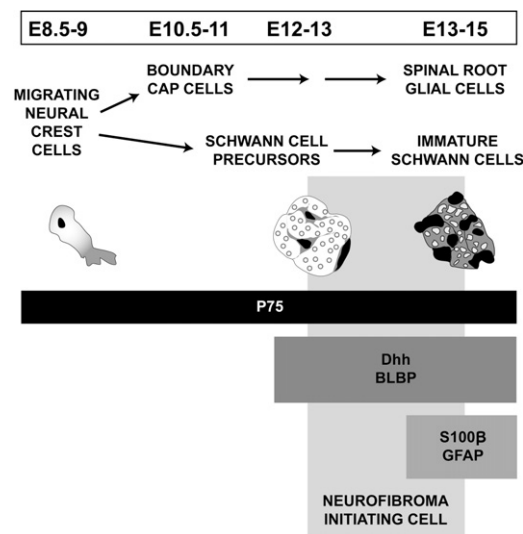 E8.5-9 E10.5-11 E12-13 E13-15
BOUNDARY
CAP CELLS
SPINAL ROOT
GLIAL CELLS
MIGRATING
NEURAL
CREST
CELLS
SCHWANN CELL
PRECURSORS
IMMATURE
SCHWANN CELLS
P75
Dhh
BLBP
S100β
GFAP
NEUROFIBROMA
INITIATING CELL